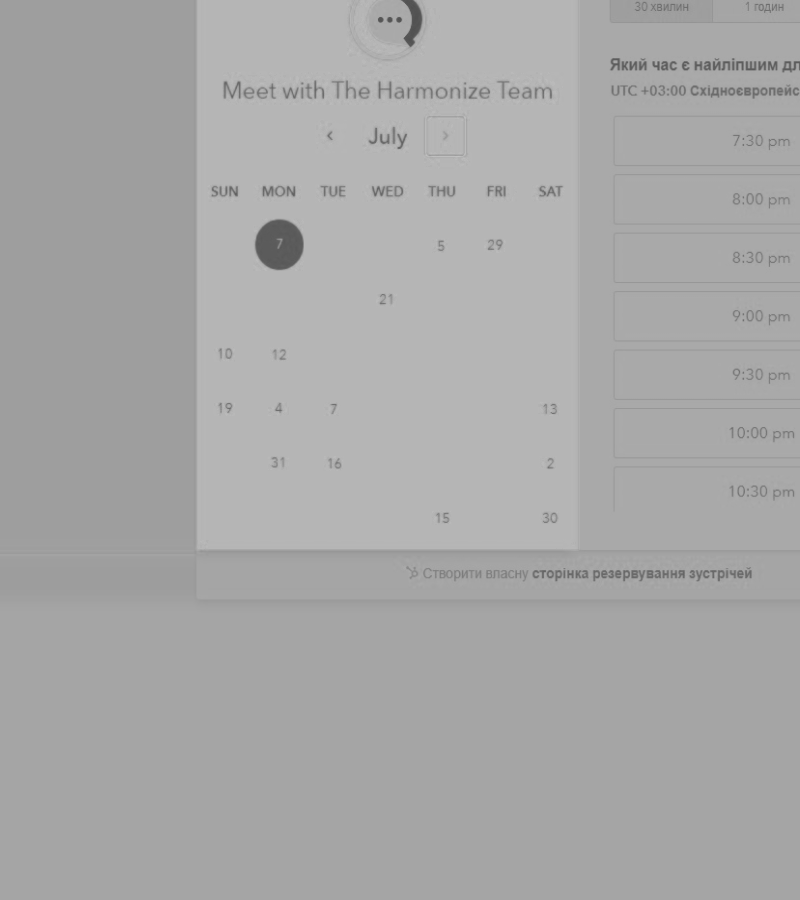 Meet with The Harmonize Team
July
SUN MON TUE WED THU FRI SAT
7 5 29
21
10 12
19 4 7 13
31 16 2
15 30
30 хвилин 1 годин
Який час є найліпшим дл
UTC +03:00 Східноєвропейс
7:30 pm
8:00 pm
8:30 pm
9:00 pm
9:30 pm
10:00 pm
10:30 pm
Створити власну сторінка резервування зустрічей